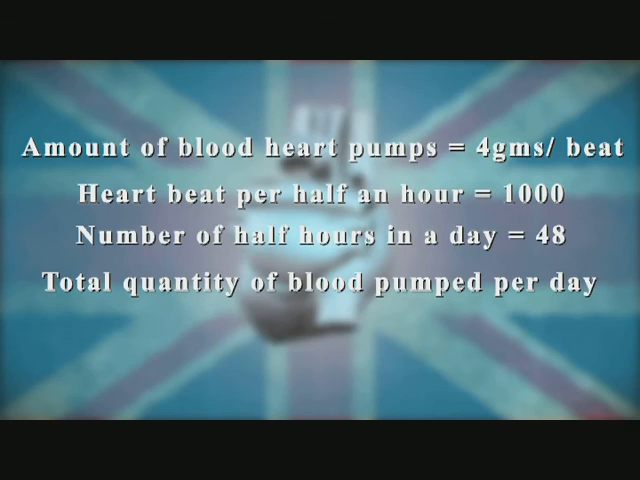 Amount of blood heart pumps = 4gms/ beat
Heart beat per half an hour = 1000
Number of half hours in a day = 48
Total quantity of blood pumped per day